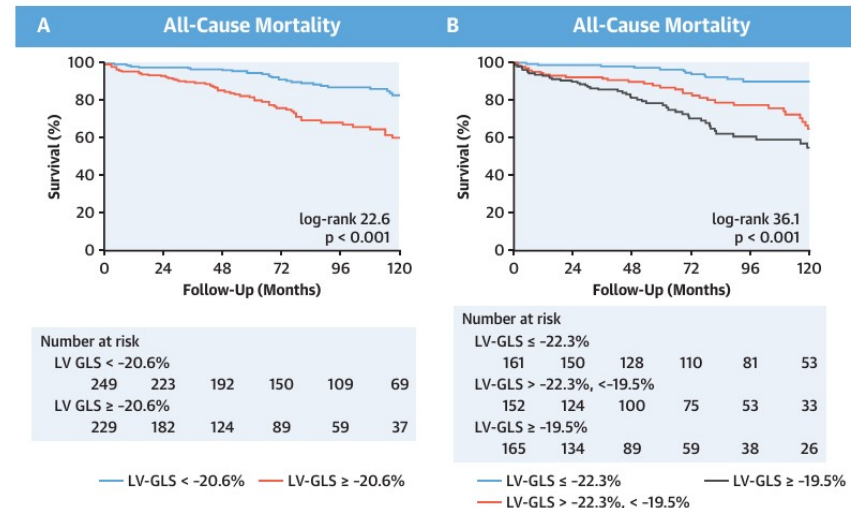 A All-Cause Mortality
100
80
60
40
20
0
Survival (%)
log-rank 22.6
p < 0.001
0 24 48 72 96 120
Follow-Up (Months)
Number at risk
LV GLS < –20.6%
249 223 192 150 109 69
LV GLS ≥ –20.6%
229 182 124 89 59 37
LV-GLS < –20.6% LV-GLS ≥ –20.6%
B All-Cause Mortality
100
80
60
40
20
0
Survival (%)
log-rank 36.1
p < 0.001
0 24 48 72 96 120
Follow-Up (Months)
Number at risk
LV-GLS ≤ –22.3%
161 150 128 110 81 53
LV-GLS > –22.3%, <–19.5%
152 124 100 75 53 33
LV-GLS ≥ –19.5%
165 134 89 59 38 26
LV-GLS ≤ –22.3% LV-GLS ≥ –19.5%
LV-GLS > –22.3%, < –19.5%